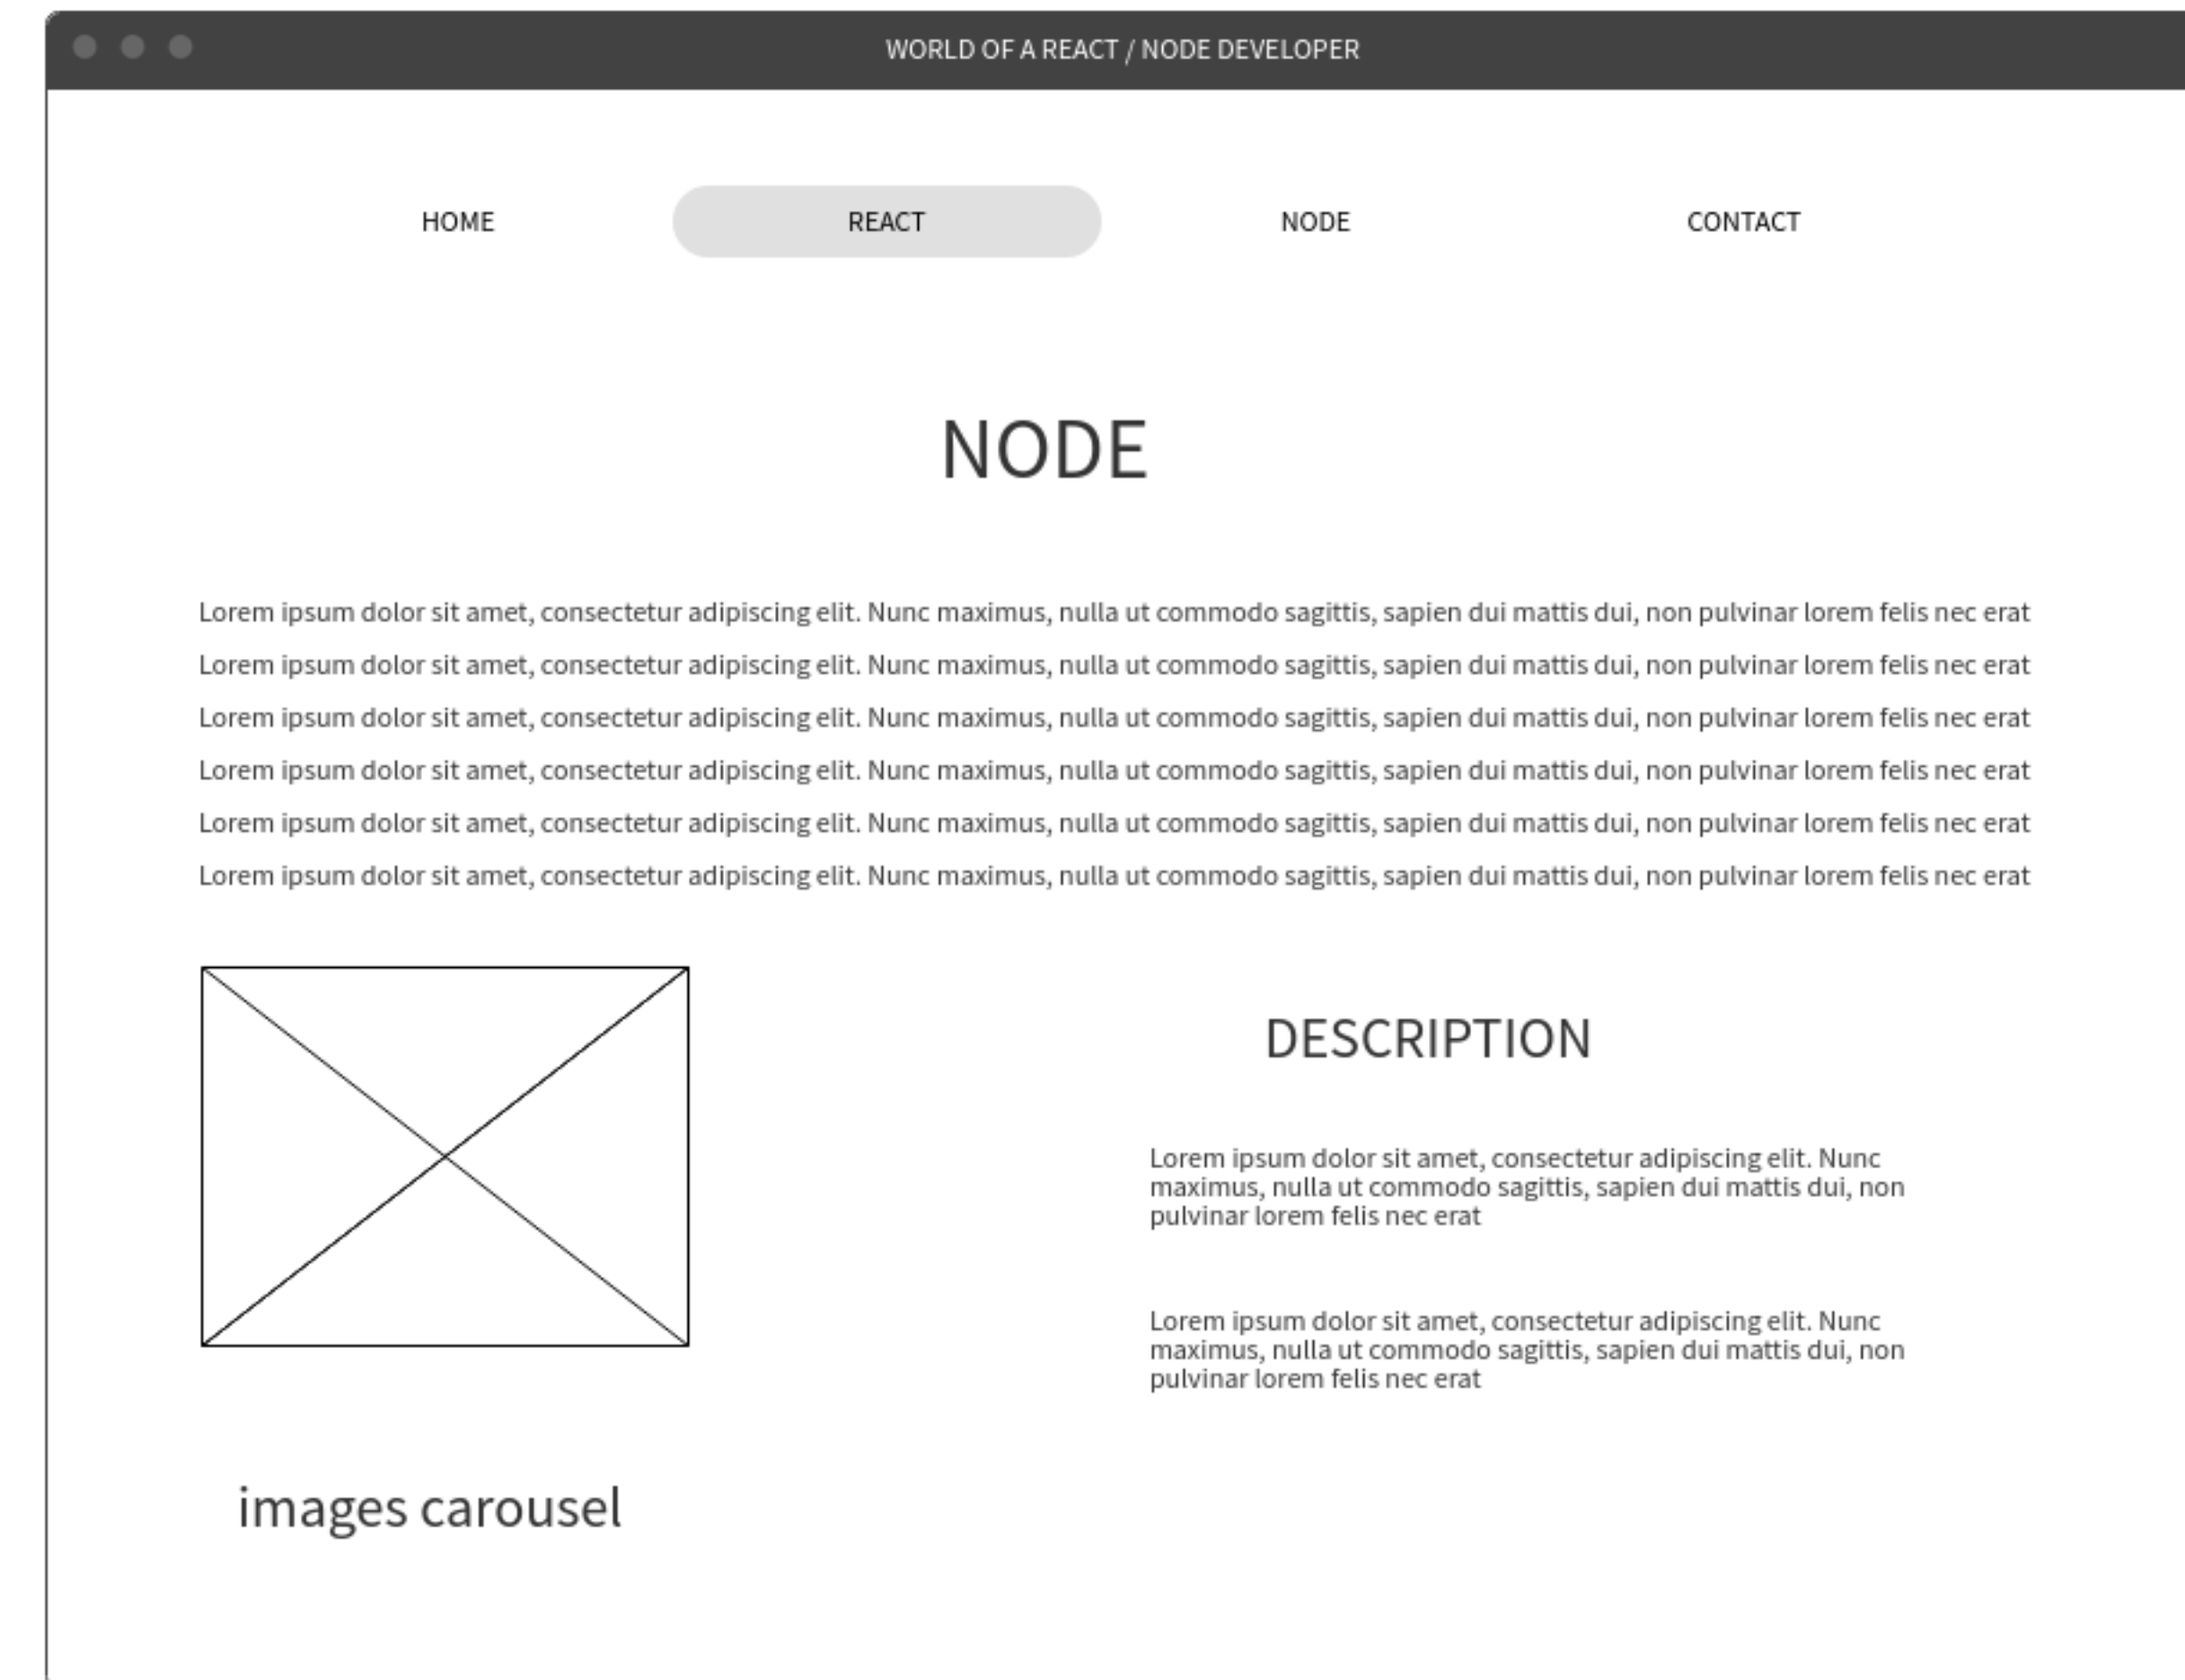 WORLD OF A REACT / NODE DEVELOPER
HOME REACT NODE CONTACT
NODE
Lorem ipsum dolor sit amet, consectetur adipiscing elit. Nunc maximus, nulla ut commodo sagittis, sapien dui mattis dui, non pulvinar lorem felis nec erat
Lorem ipsum dolor sit amet, consectetur adipiscing elit. Nunc maximus, nulla ut commodo sagittis, sapien dui mattis dui, non pulvinar lorem felis nec erat
Lorem ipsum dolor sit amet, consectetur adipiscing elit. Nunc maximus, nulla ut commodo sagittis, sapien dui mattis dui, non pulvinar lorem felis nec erat
Lorem ipsum dolor sit amet, consectetur adipiscing elit. Nunc maximus, nulla ut commodo sagittis, sapien dui mattis dui, non pulvinar lorem felis nec erat
Lorem ipsum dolor sit amet, consectetur adipiscing elit. Nunc maximus, nulla ut commodo sagittis, sapien dui mattis dui, non pulvinar lorem felis nec erat
Lorem ipsum dolor sit amet, consectetur adipiscing elit. Nunc maximus, nulla ut commodo sagittis, sapien dui mattis dui, non pulvinar lorem felis nec erat
DESCRIPTION
Lorem ipsum dolor sit amet, consectetur adipiscing elit. Nunc
maximus, nulla ut commodo sagittis, sapien dui mattis dui, non
pulvinar lorem felis nec erat
Lorem ipsum dolor sit amet, consectetur adipiscing elit. Nunc
maximus, nulla ut commodo sagittis, sapien dui mattis dui, non
pulvinar lorem felis nec erat
images carousel